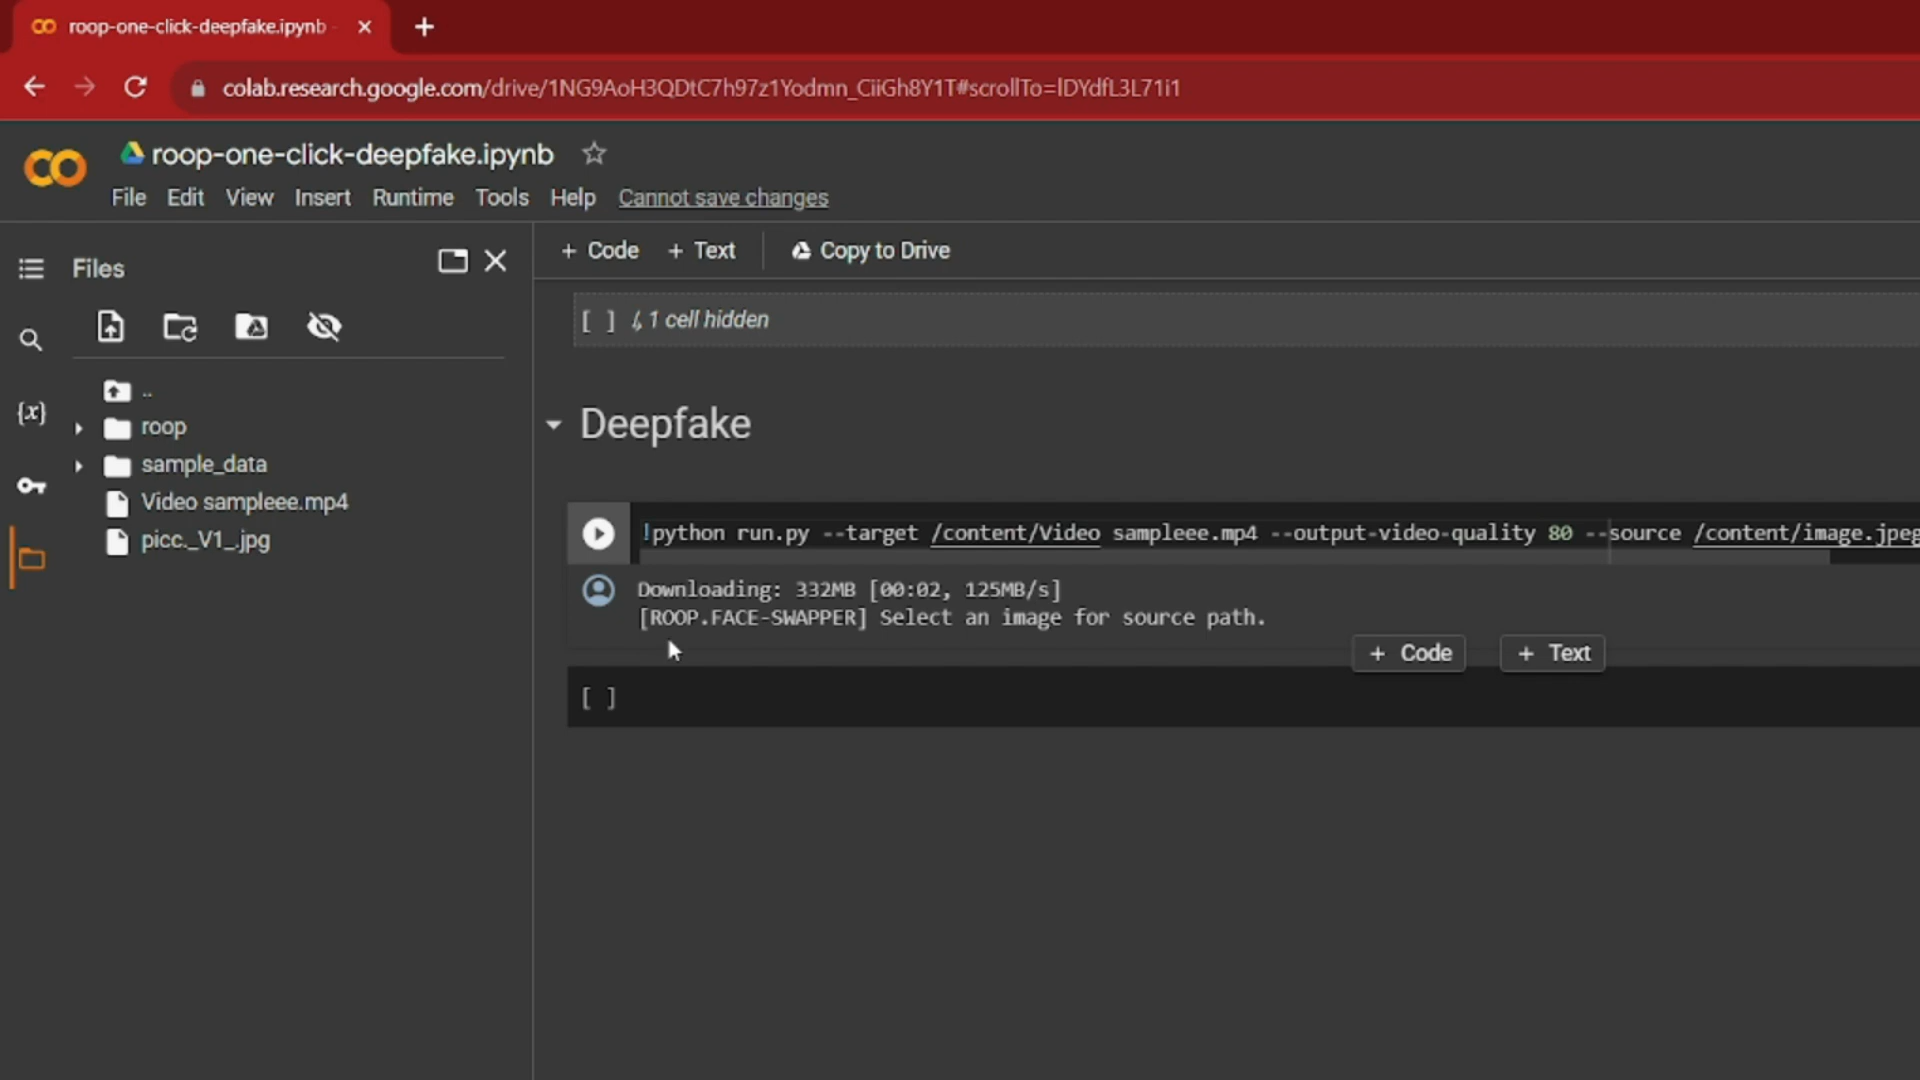 roop-one-click-deepfake.ipynb
colab.research.google.com/drive/1NG9AoH3QDtC7h97z1Yodmn_CiiGh8Y1T#scrollTo=lDYdfL3L71i1
roop-one-click-deepfake.ipynb
File Edit View Insert Runtime Tools Help Cannot save changes
Files
+ Code + Text Copy to Drive
[ ] ↳ 1 cell hidden
..
roop
sample_data
Video sampleee.mp4
picc._V1_.jpg
{x}
Deepfake
!python run.py --target /content/Video sampleee.mp4 --output-video-quality 80 --source /content/image.jpeg
Downloading: 332MB [00:02, 125MB/s]
[ROOP.FACE-SWAPPER] Select an image for source path.
+ Code + Text
[ ]